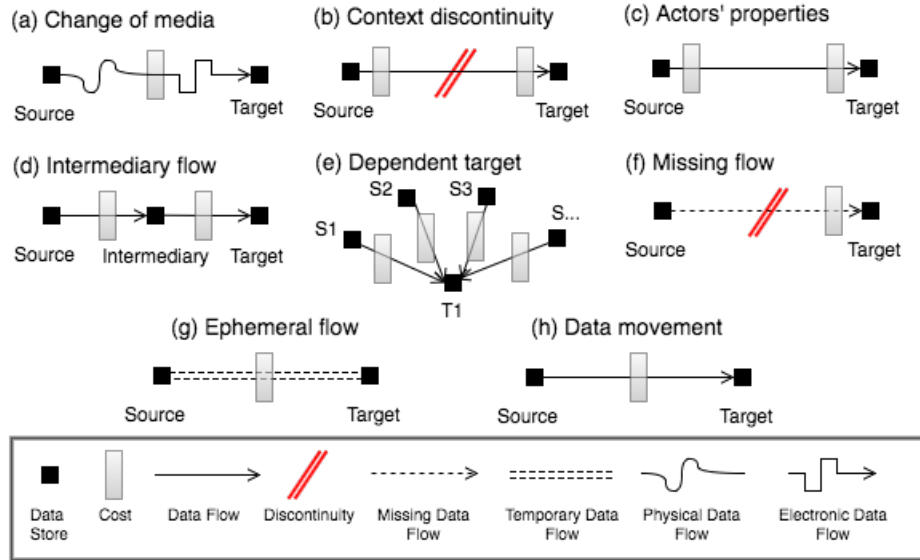 (a) Change of media
(b) Context discontinuity
(c) Actors' properties
Source
Target
Source
Target
Source
Target
(d) Intermediary flow
(e) Dependent target
(f) Missing flow
S1
S2
S3
S...
T1
Source
Intermediary
Target
Source
Target
(g) Ephemeral flow
(h) Data movement
Source
Target
Source
Target
Data
Store
Cost
Data Flow
Discontinuity
Missing Data
Flow
Temporary Data
Flow
Physical Data
Flow
Electronic Data
Flow